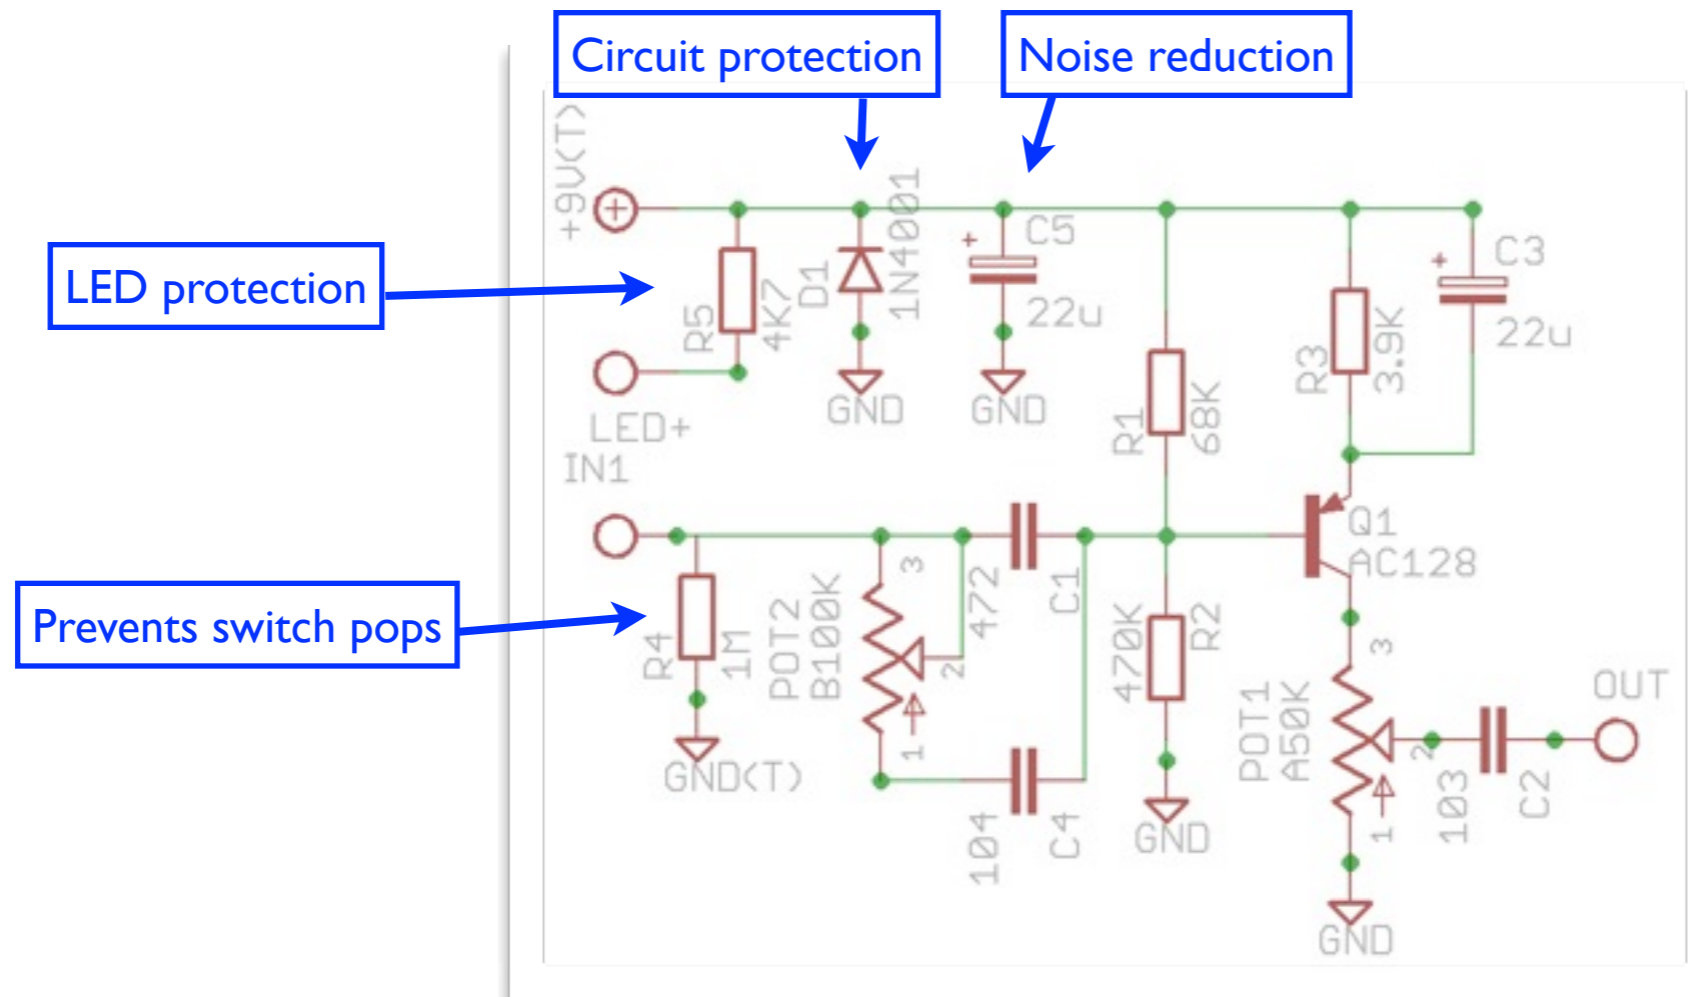 Circuit protection
Noise reduction
+9V(T)
LED protection
R5
4K7
D1
1N4001
C5
22u
C3
22u
R3
3.9K
R1
68K
GND
GND
LED+
IN1
Q1
AC128
Prevents switch pops
R4
1M
GND(T)
POT2
B100K
3
2
1
472
C1
104
C4
470K
R2
GND
POT1
A50K
3
2
1
103
C2
OUT
GND